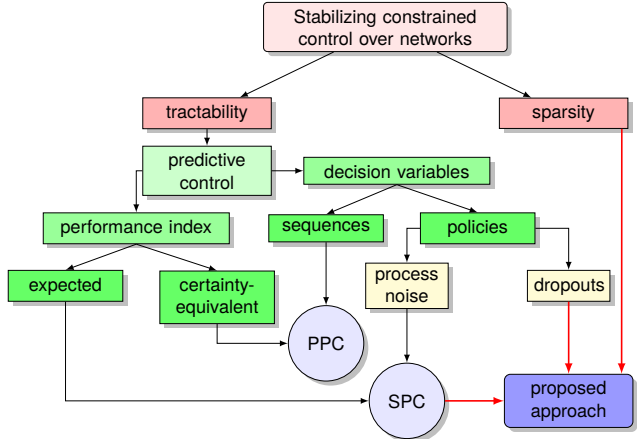 Stabilizing constrained
control over networks
tractability
sparsity
predictive
control
decision variables
performance index
sequences
policies
expected
certainty-
equivalent
process
noise
dropouts
PPC
SPC
proposed
approach